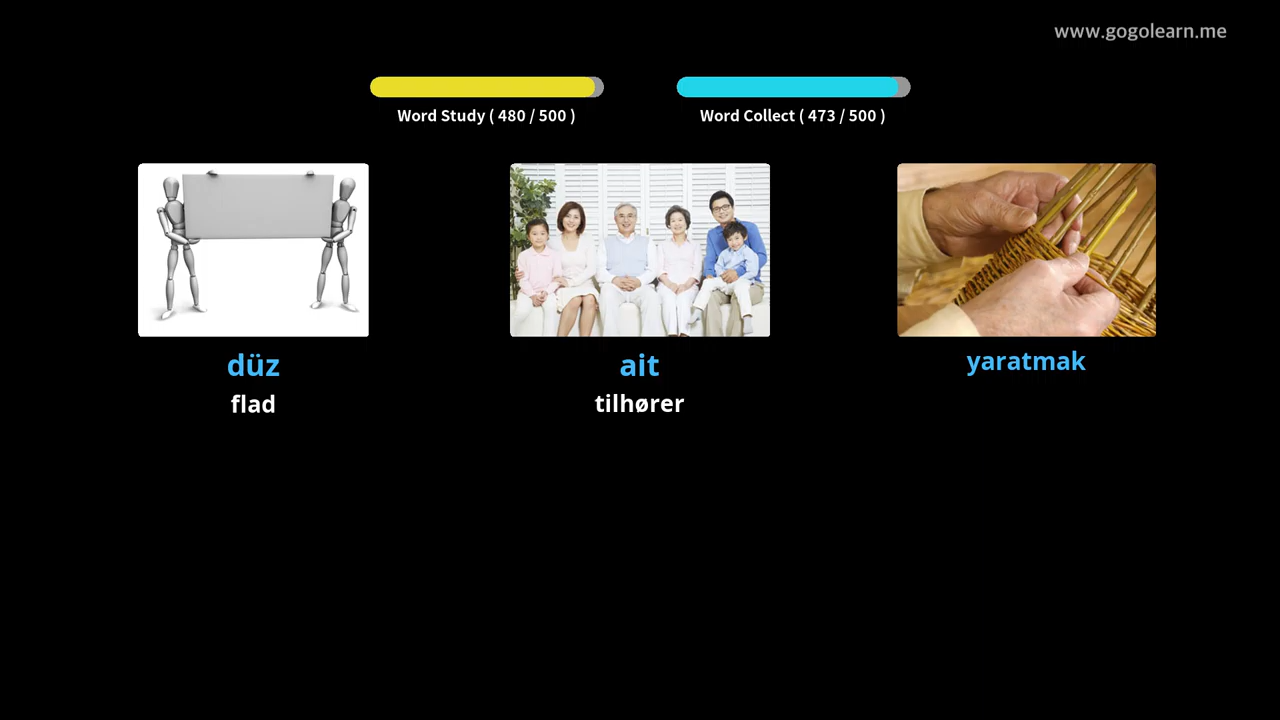 www.gogolearn.me
Word Study ( 480 / 500 )
Word Collect ( 473 / 500 )
düz
flad
ait
tilhører
yaratmak